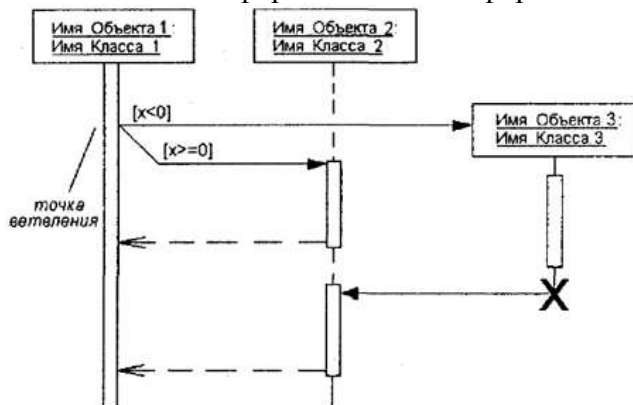 Имя Объекта 1:
Имя Класса 1
Имя Объекта 2:
Имя Класса 2
[x<0]
Имя Объекта 3:
Имя Класса 3
[x>=0]
точка
ветвления